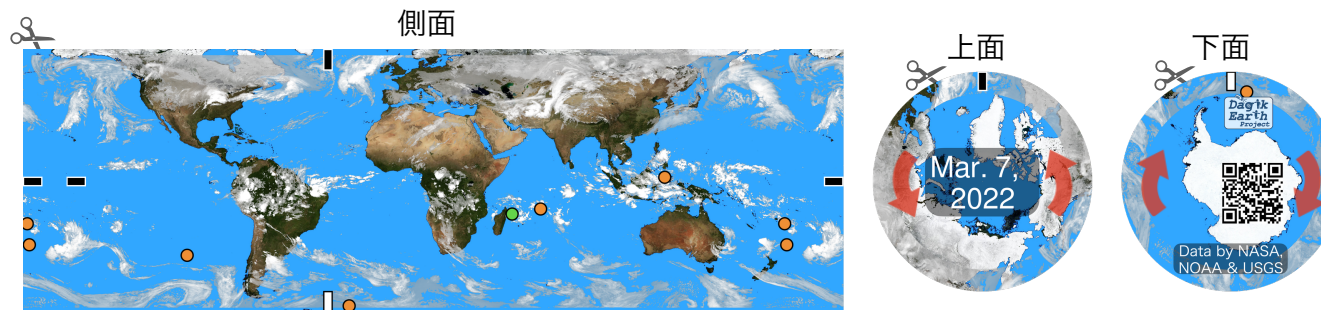 側面
上面
下面
Mar. 7,
2022
Dagik
Earth
Project
Data by NASA,
NOAA & USGS